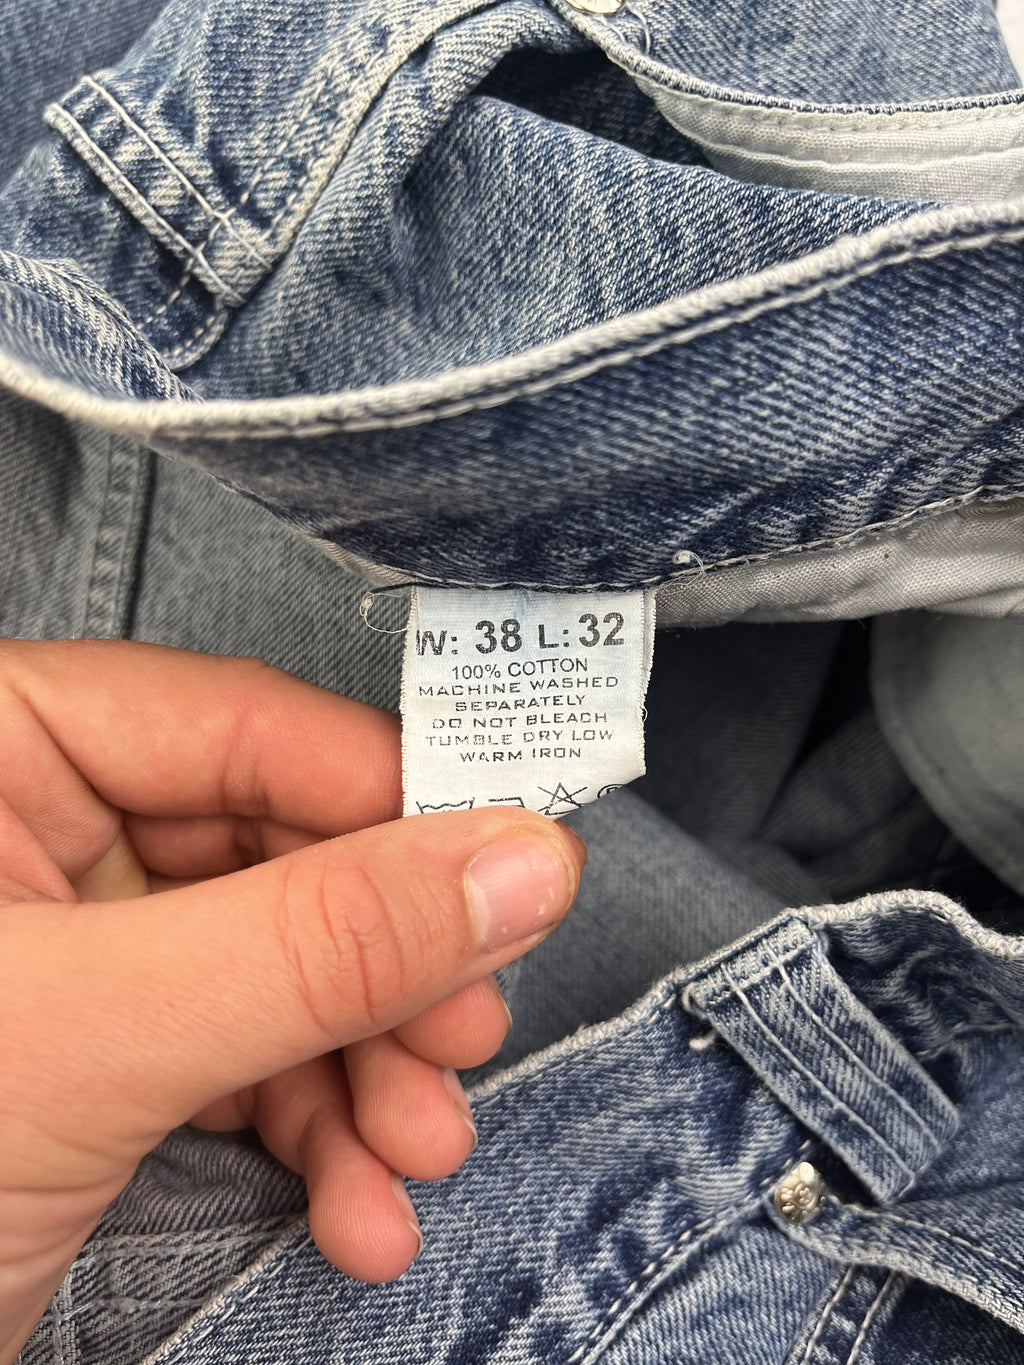 W: 38 L: 32
100% COTTON
MACHINE WASHED
SEPARATELY
DO NOT BLEACH
TUMBLE DRY LOW
WARM IRON